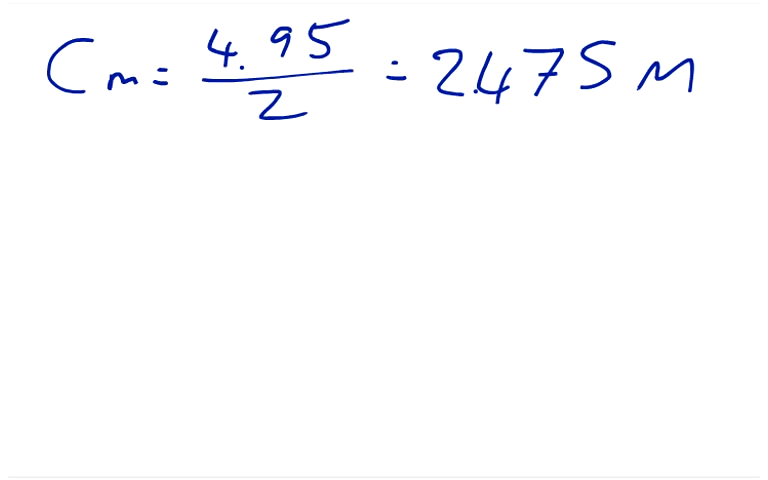 Cm = 4.95/2 = 2.475 M